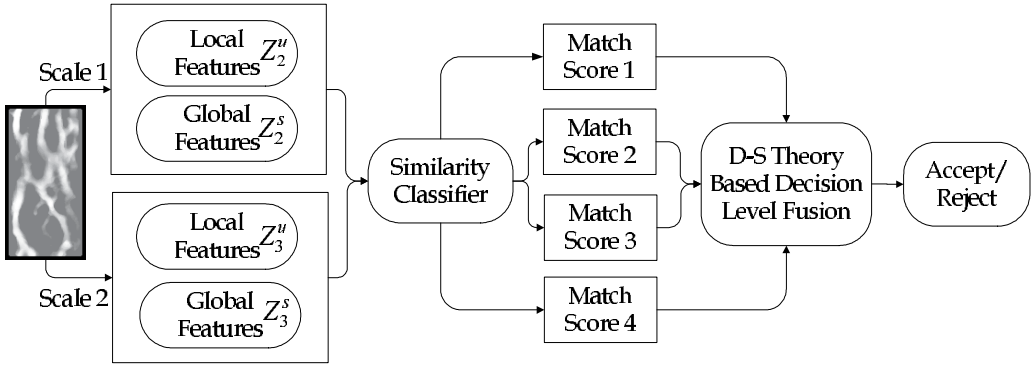 Scale 1
Local
Features Z_2^u
Global
Features Z_2^s
Scale 2
Local
Features Z_3^u
Global
Features Z_3^s
Similarity
Classifier
Match
Score 1
Match
Score 2
Match
Score 3
Match
Score 4
D-S Theory
Based Decision
Level Fusion
Accept/
Reject